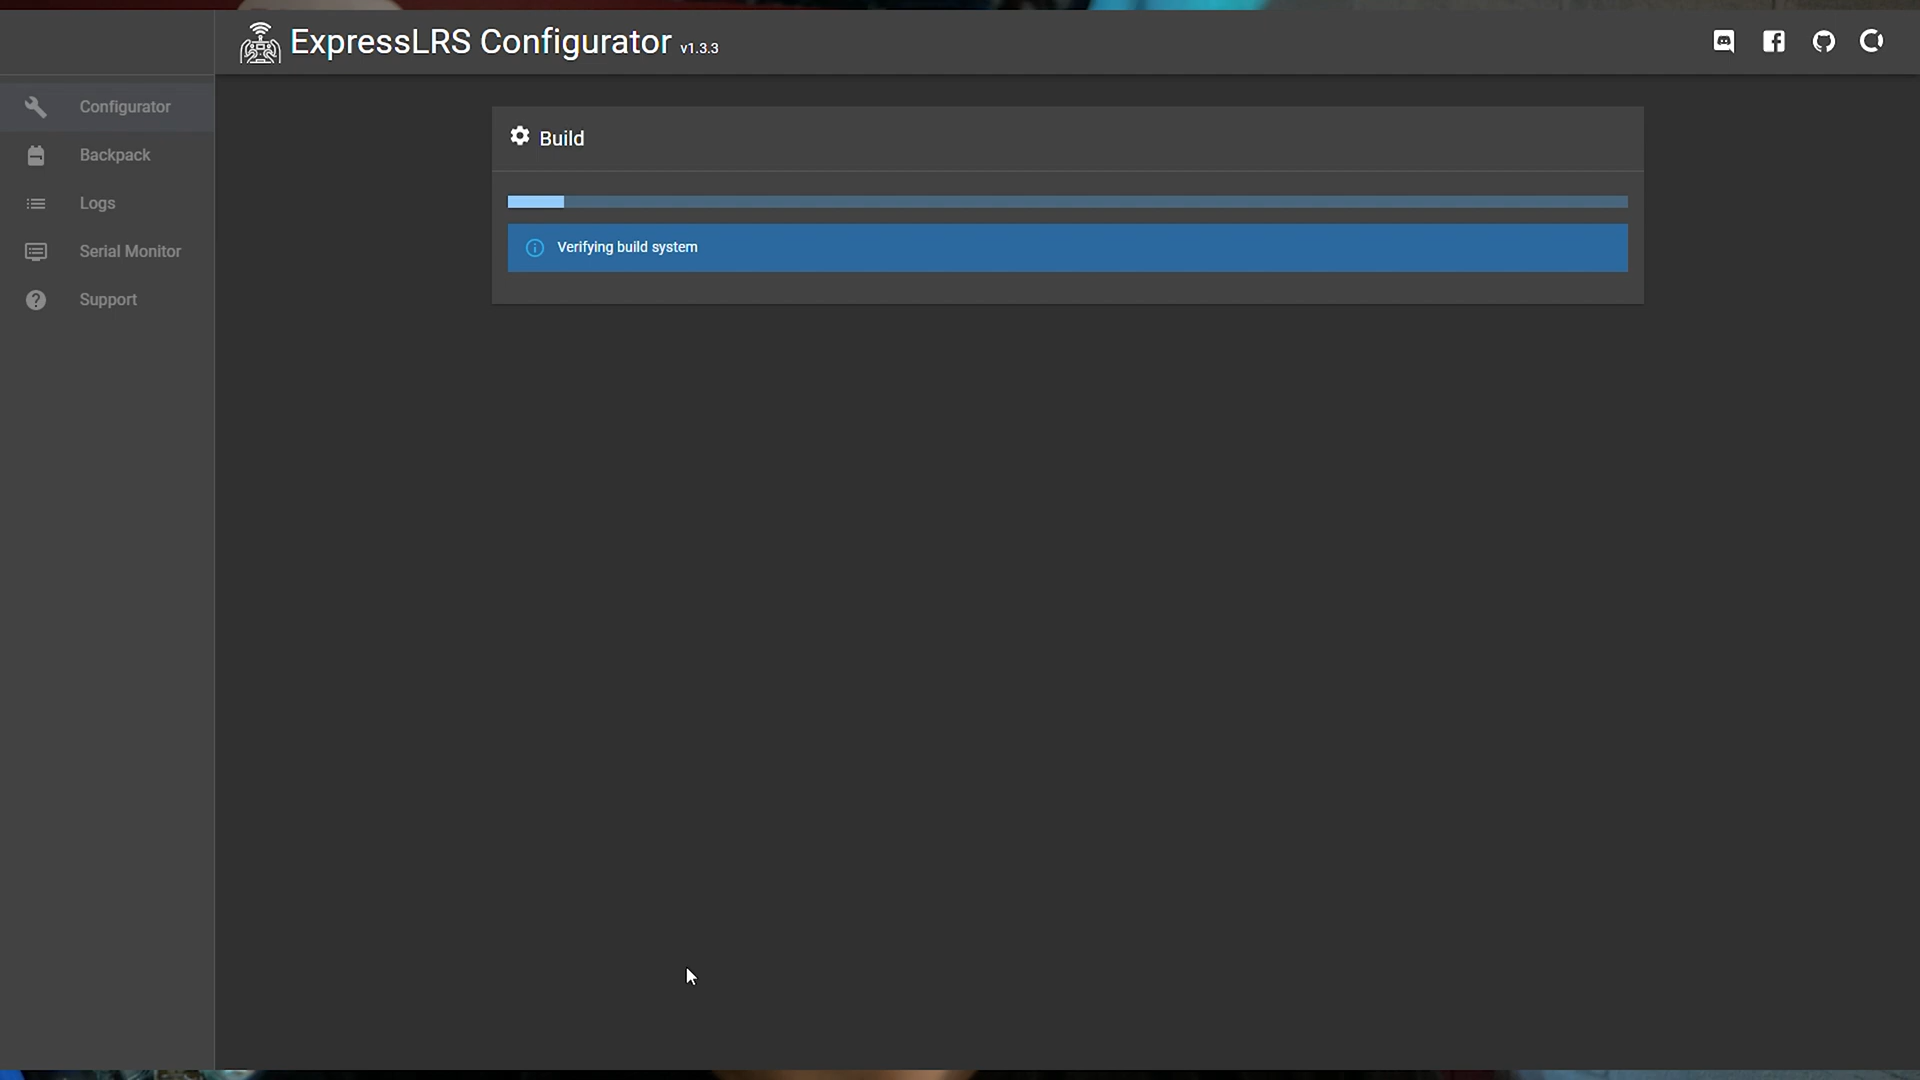 ExpressLRS Configurator v1.3.3
Configurator
Backpack
Logs
Serial Monitor
Support
Build
Verifying build system